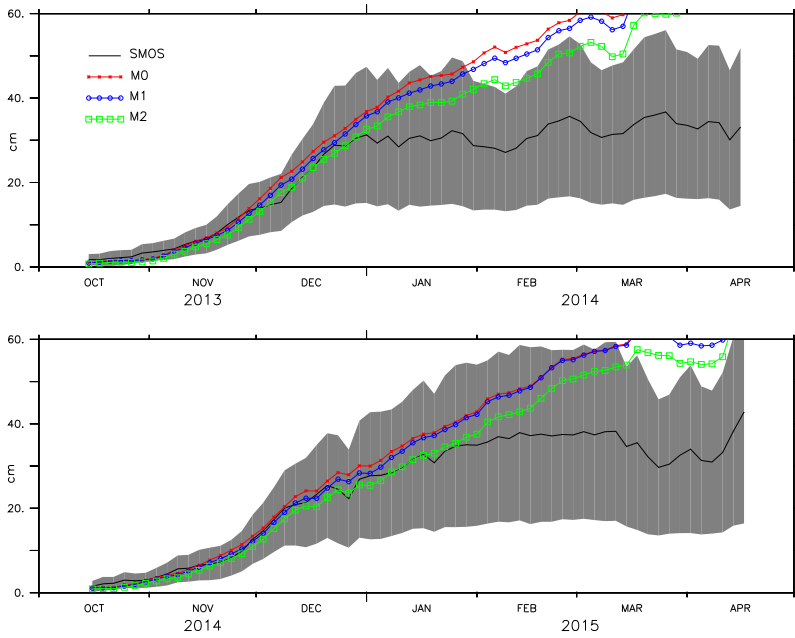 60.
40.
cm
20.
0.
SMOS
M0
M1
M2
OCT NOV DEC JAN FEB MAR APR
2013 2014
60.
40.
cm
20.
0.
OCT NOV DEC JAN FEB MAR APR
2014 2015